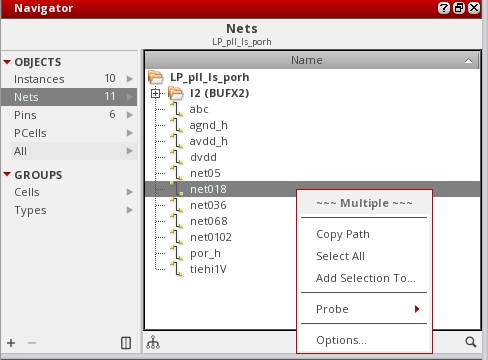 Navigator
Nets
LP_pll_ls_porh
OBJECTS
Instances 10
Nets 11
Pins 6
PCells
All
GROUPS
Cells
Types
Name
LP_pll_ls_porh
I2 (BUFX2)
abc
agnd_h
avdd_h
dvdd
net05
net018
net036
net068
net0102
por_h
tiehi1V
~~~ Multiple ~~~
Copy Path
Select All
Add Selection To...
Probe
Options...